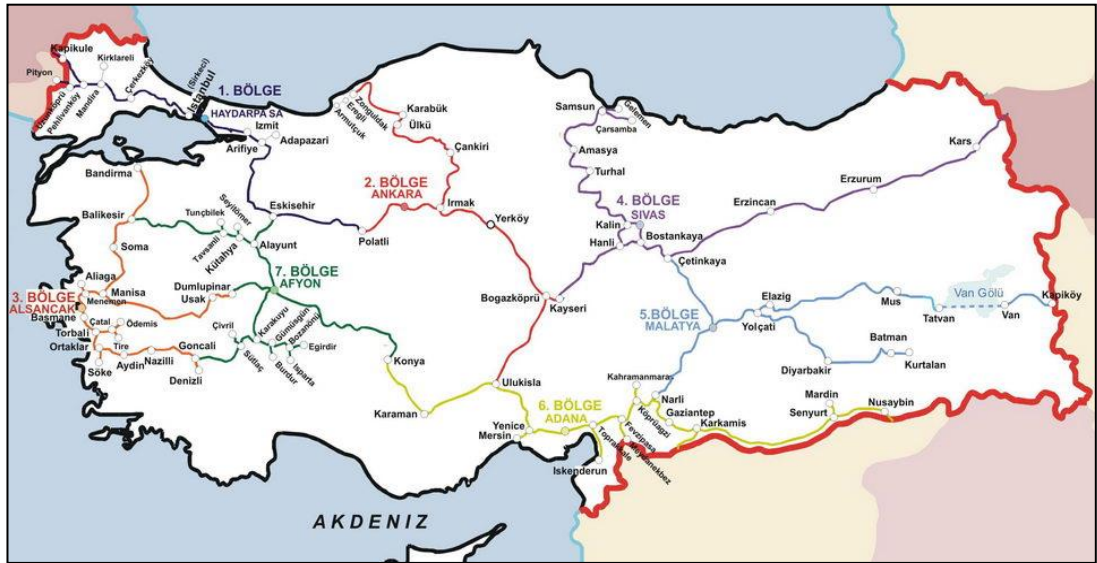 Kapikule
Kirklareli
Pityon
Uzunköprü
Pehlivanköy
Mandira
Çerkezköy
Istanbul
(Sirkeci)
1. BÖLGE
HAYDARPA SA
Izmit
Adapazari
Arifiye
Zonguldak
Eregli
Armutçuk
Karabük
Ülkü
Çankiri
Samsun
Gelemen
Çarsamba
Amasya
Turhal
Kars
Erzurum
Erzincan
Bandirma
2. BÖLGE
ANKARA
Irmak
Yerköy
4. BÖLGE
SIVAS
Kalin
Bostankaya
Hanli
Çetinkaya
Balikesir
Tunçbilek
Seyitömer
Eskisehir
Polatli
Tavsanli
Kütahya
Alayunt
Soma
7. BÖLGE
AFYON
Dumlupinar
Usak
Aliaga
Manisa
Menemen
3. BÖLGE
ALSANCAK
Basmane
Bogazköprü
Kayseri
5.BÖLGE
MALATYA
Elazig
Yolçati
Mus
Van Gölü
Tatvan
Van
Kapiköy
Çatal
Ödemis
Torbali
Tire
Ortaklar
Söke
Aydin
Nazilli
Goncali
Denizli
Çivril
Sütlaç
Karakuyu
Gümüsgün
Bozanönü
Egirdir
Burdur
Isparta
Konya
Batman
Diyarbakir
Kurtalan
Karaman
Ulukisla
Kahramanmaras
Narli
Köprüagzi
Gaziantep
Karkamis
Mardin
Senyurt
Nusaybin
Yenice
Mersin
6. BÖLGE
ADANA
Toprakkale
Fevzipasa
Meydanekbez
Iskenderun
AKDENIZ